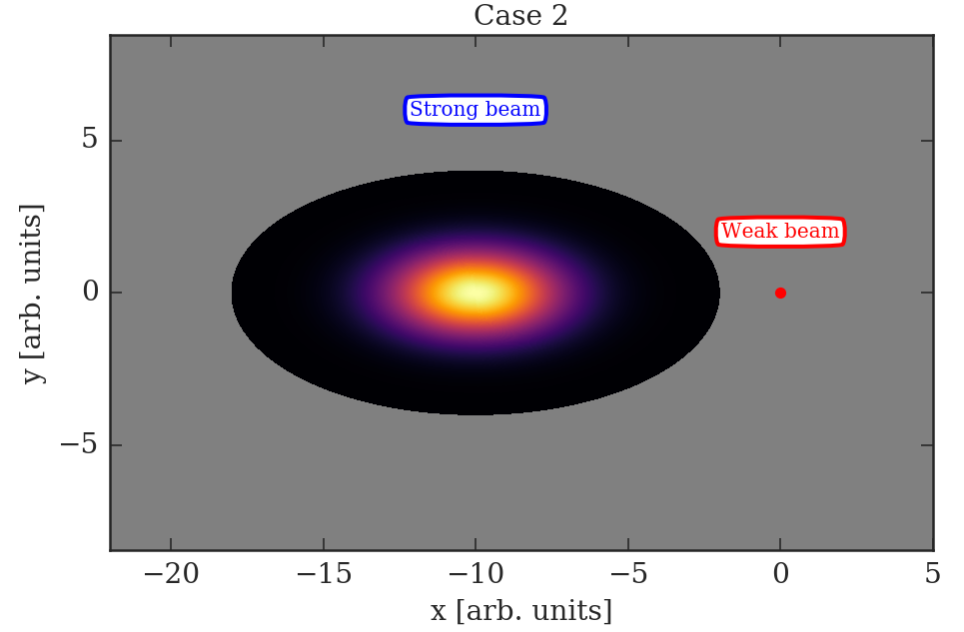 Case 2
Strong beam
Weak beam
5
0
−5
y [arb. units]
−20 −15 −10 −5 0 5
x [arb. units]